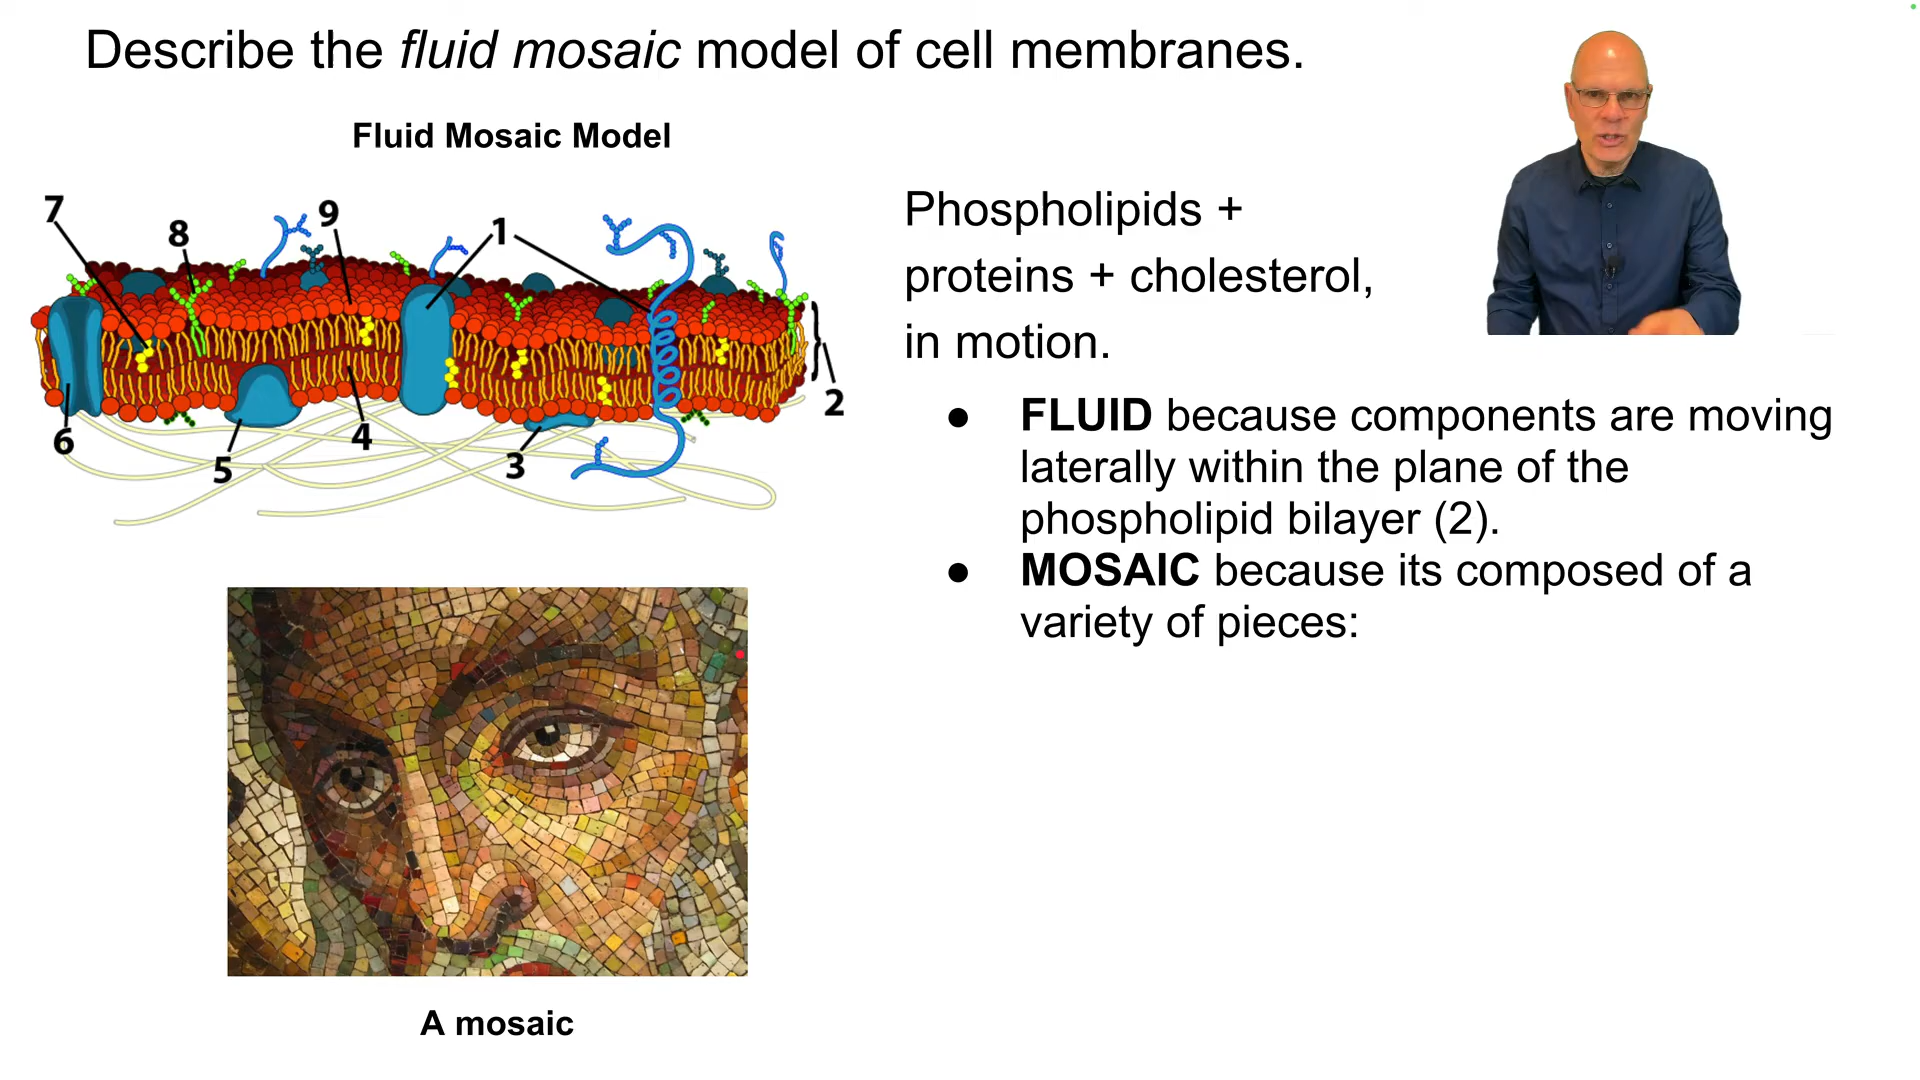 Describe the fluid mosaic model of cell membranes.
Fluid Mosaic Model
7
8
9
1
2
6
5
4
3
Phospholipids +
proteins + cholesterol,
in motion.
● FLUID because components are moving
laterally within the plane of the
phospholipid bilayer (2).
● MOSAIC because its composed of a
variety of pieces:
A mosaic